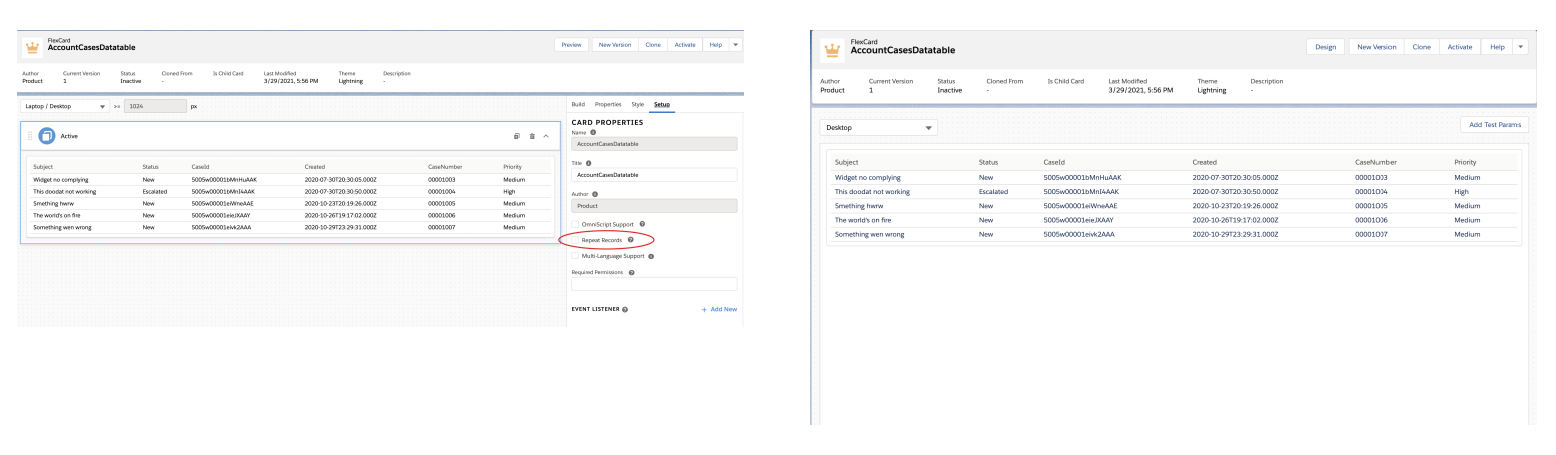 FlexCard
AccountCasesDatatable
Preview New Version Clone Activate Help
Author Current Version Status Cloned From Is Child Card Last Modified Theme Description
Product 1 Inactive - 3/29/2021, 5:56 PM Lightning -
Laptop / Desktop >= 1024 px
Build Properties Style Setup
Active
Subject Status CaseId Created CaseNumber Priority
Widget no complying New 5005w00001bMnHuAAK 2020-07-30T20:30:05.000Z 00001003 Medium
This doodat not working Escalated 5005w00001bMnI4AAK 2020-07-30T20:30:50.000Z 00001004 High
Smething hwrw New 5005w00001eiWneAAE 2020-10-23T20:19:26.000Z 00001005 Medium
The world's on fire New 5005w00001eieJXAAY 2020-10-26T19:17:02.000Z 00001006 Medium
Something wen wrong New 5005w00001eivk2AAA 2020-10-29T23:29:31.000Z 00001007 Medium
CARD PROPERTIES
Name
AccountCasesDatatable
Title
AccountCasesDatatable
Author
Product
OmniScript Support
Repeat Records
Multi-Language Support
Required Permissions
EVENT LISTENER + Add New
FlexCard
AccountCasesDatatable
Design New Version Clone Activate Help
Author Current Version Status Cloned From Is Child Card Last Modified Theme Description
Product 1 Inactive - 3/29/2021, 5:56 PM Lightning -
Desktop
Add Test Params
Subject Status CaseId Created CaseNumber Priority
Widget no complying New 5005w00001bMnHuAAK 2020-07-30T20:30:05.000Z 00001003 Medium
This doodat not working Escalated 5005w00001bMnI4AAK 2020-07-30T20:30:50.000Z 00001004 High
Smething hwrw New 5005w00001eiWneAAE 2020-10-23T20:19:26.000Z 00001005 Medium
The world's on fire New 5005w00001eieJXAAY 2020-10-26T19:17:02.000Z 00001006 Medium
Something wen wrong New 5005w00001eivk2AAA 2020-10-29T23:29:31.000Z 00001007 Medium